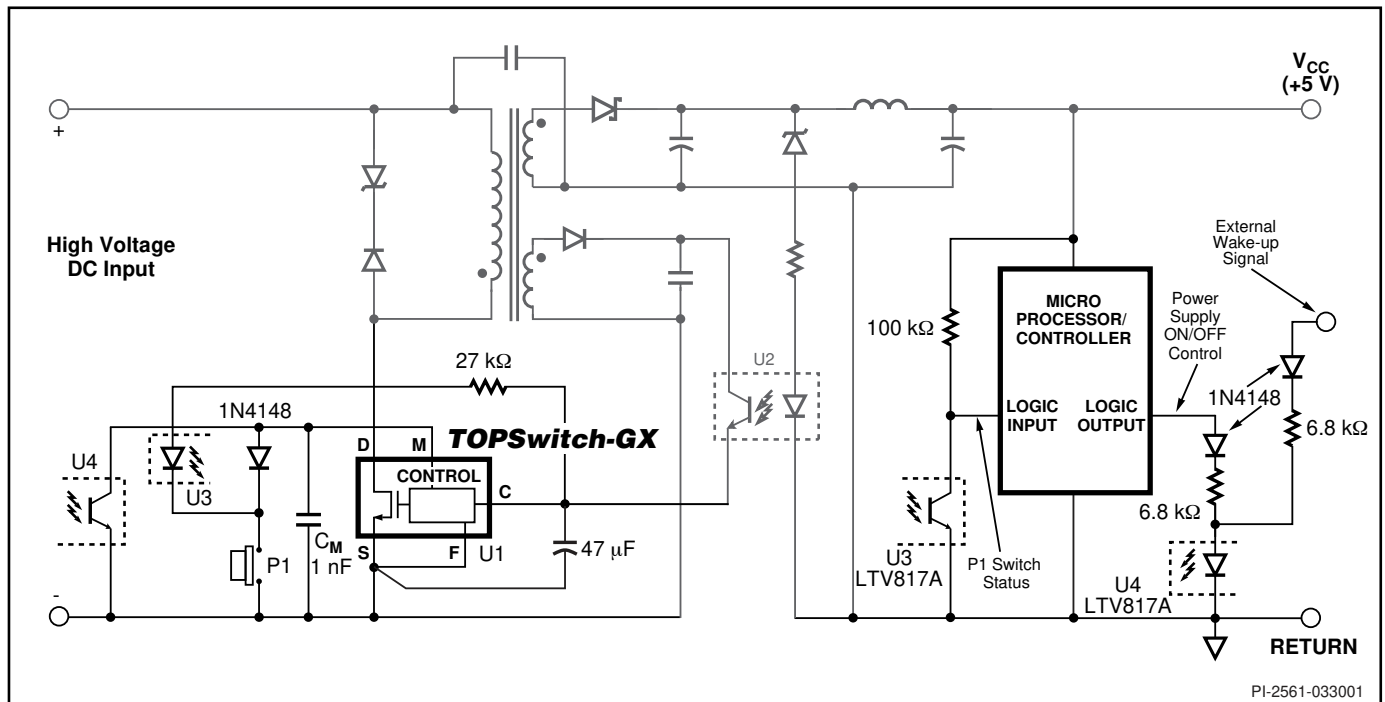 VCC
(+5 V)
+
High Voltage
DC Input
External
Wake-up
Signal
MICRO
PROCESSOR/
CONTROLLER
Power
Supply
ON/OFF
Control
100 kΩ
U2
27 kΩ
1N4148
1N4148
LOGIC
INPUT
LOGIC
OUTPUT
6.8 kΩ
TOPSwitch-GX
D
M
CONTROL
C
U4
U3
6.8 kΩ
CM
1 nF
P1
S
F
U1
47 µF
U3
LTV817A
P1 Switch
Status
U4
LTV817A
-
RETURN
PI-2561-033001